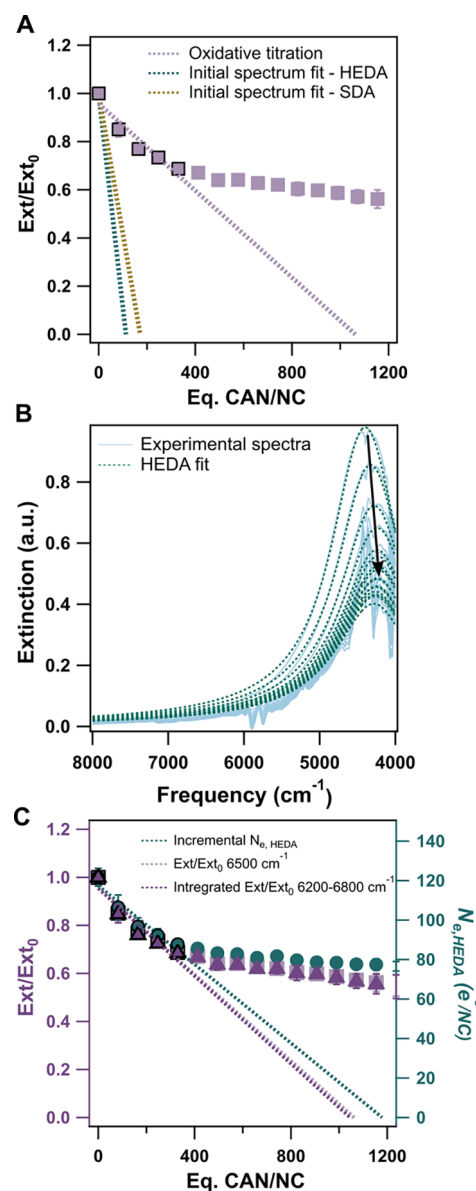 A
1.2
Oxidative titration
Initial spectrum fit - HEDA
Initial spectrum fit - SDA
1.0
0.8
0.6
0.4
0.2
0.0
Ext/Ext₀
0 400 800 1200
Eq. CAN/NC
B
Experimental spectra
HEDA fit
0.8
0.6
0.4
0.2
0.0
Extinction (a.u.)
8000 7000 6000 5000 4000
Frequency (cm⁻¹)
C
1.2
1.0
0.8
0.6
0.4
0.2
0.0
Ext/Ext₀
Incremental Nₑ, HEDA
Ext/Ext₀ 6500 cm⁻¹
Intregrated Ext/Ext₀ 6200-6800 cm⁻¹
140
120
100
80
60
40
20
0
Nₑ,HEDA (e⁻/NC)
0 400 800 1200
Eq. CAN/NC